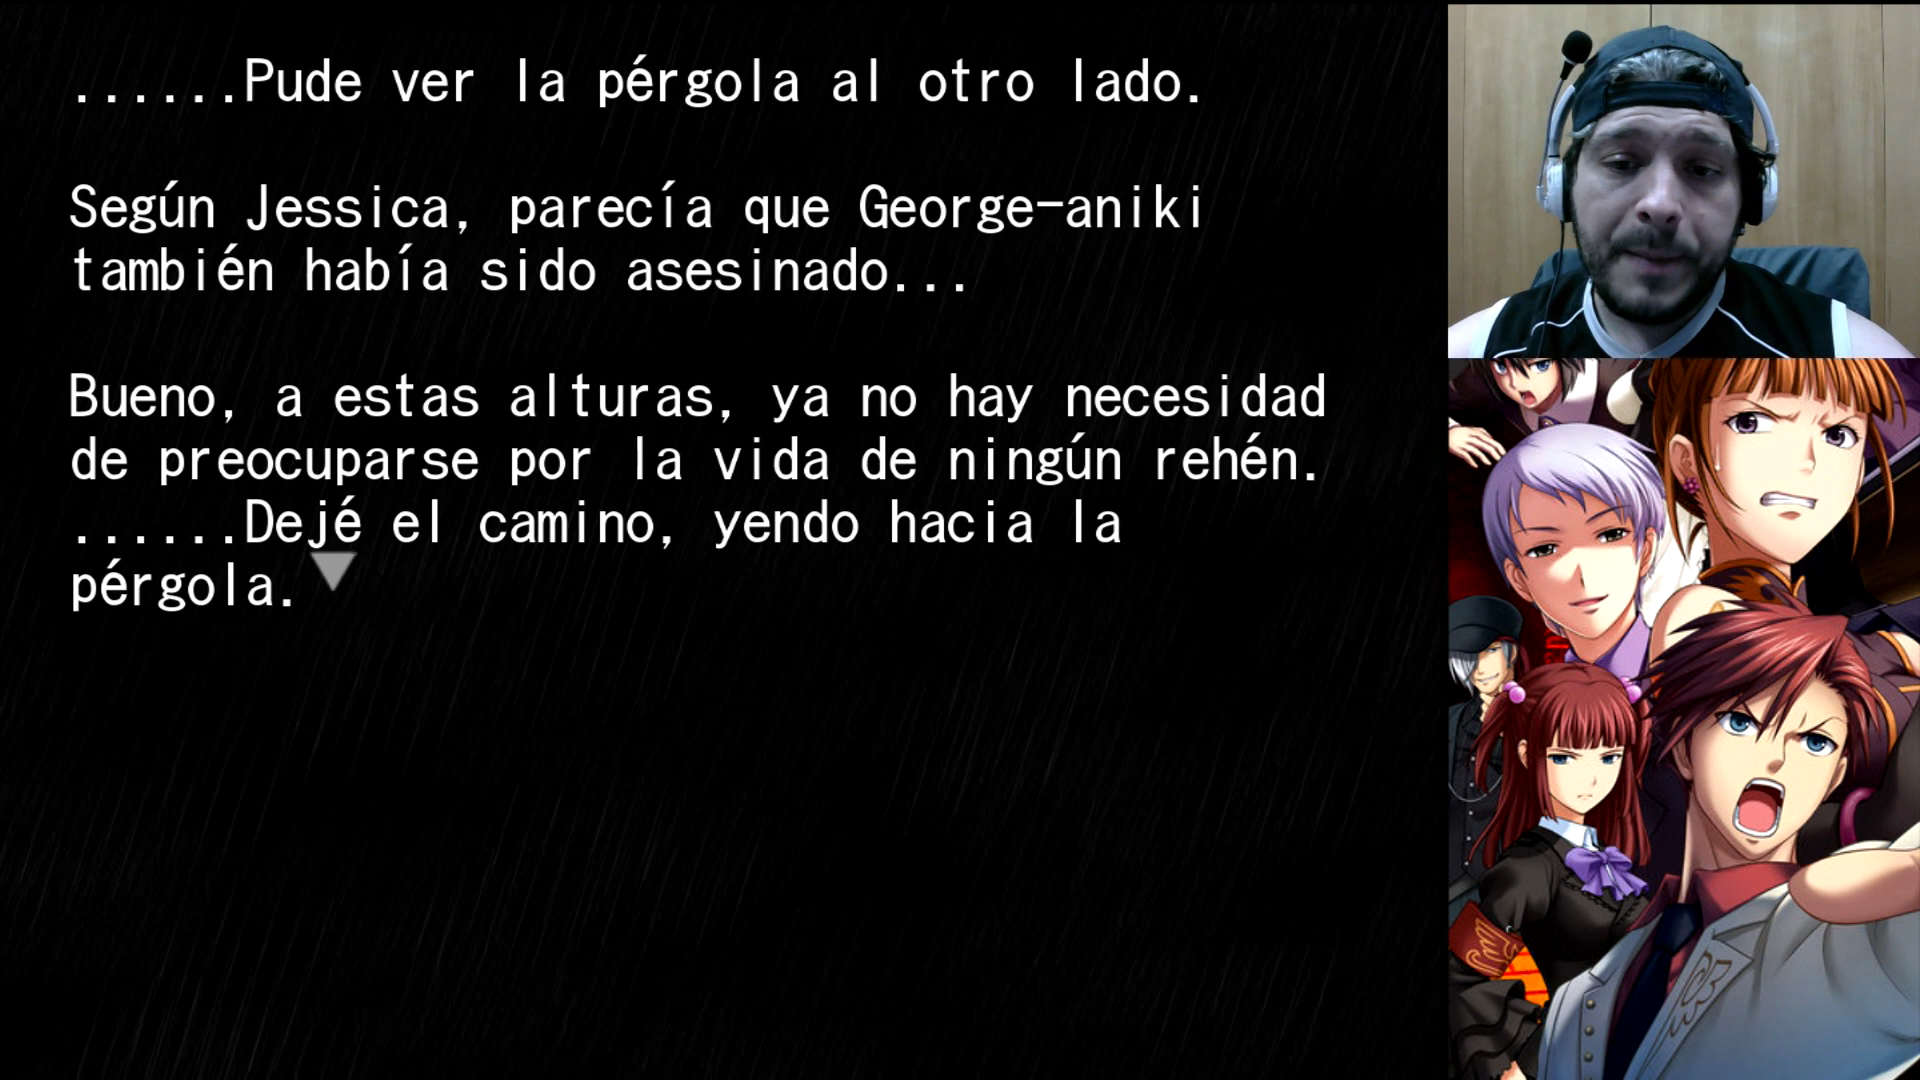 ......Pude ver la pérgola al otro lado.
Según Jessica, parecía que George-aniki
también había sido asesinado...
Bueno, a estas alturas, ya no hay necesidad
de preocuparse por la vida de ningún rehén.
......Dejé el camino, yendo hacia la
pérgola.